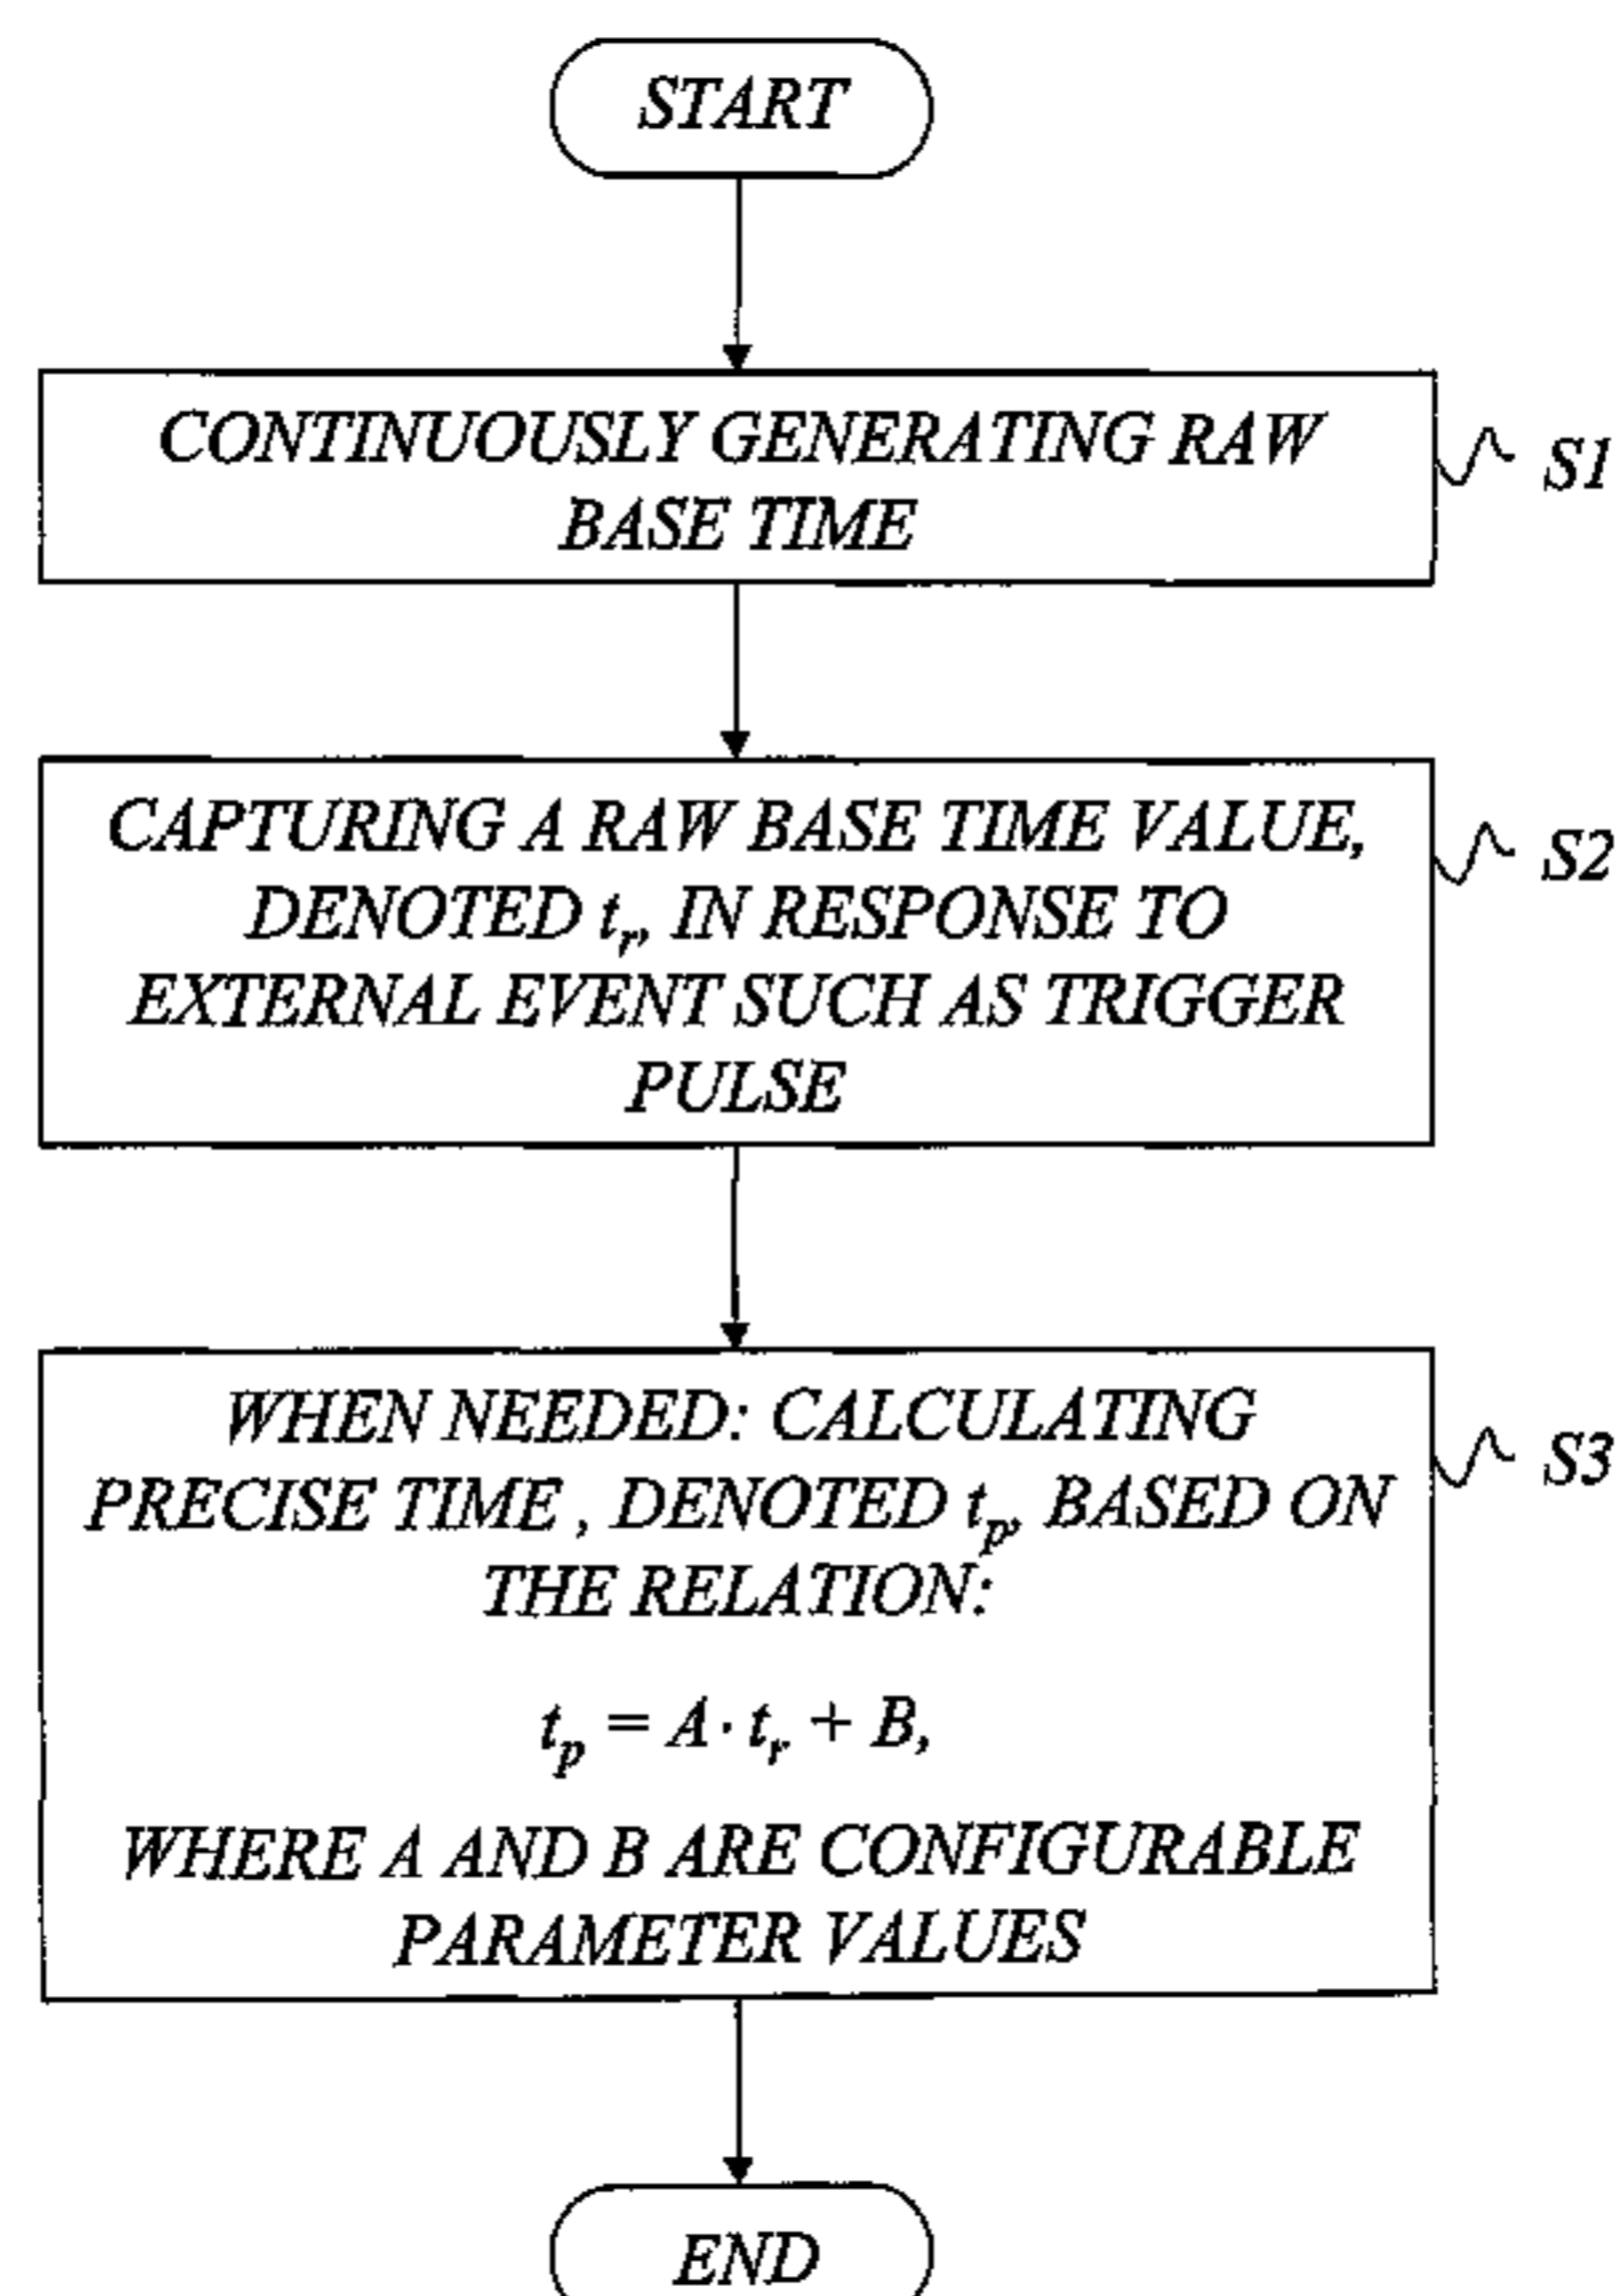 START
CONTINUOUSLY GENERATING RAW
BASE TIME
S1
CAPTURING A RAW BASE TIME VALUE,
DENOTED tr, IN RESPONSE TO
EXTERNAL EVENT SUCH AS TRIGGER
PULSE
S2
WHEN NEEDED: CALCULATING
PRECISE TIME , DENOTED tp, BASED ON
THE RELATION:
tp = A · tr + B,
WHERE A AND B ARE CONFIGURABLE
PARAMETER VALUES
S3
END